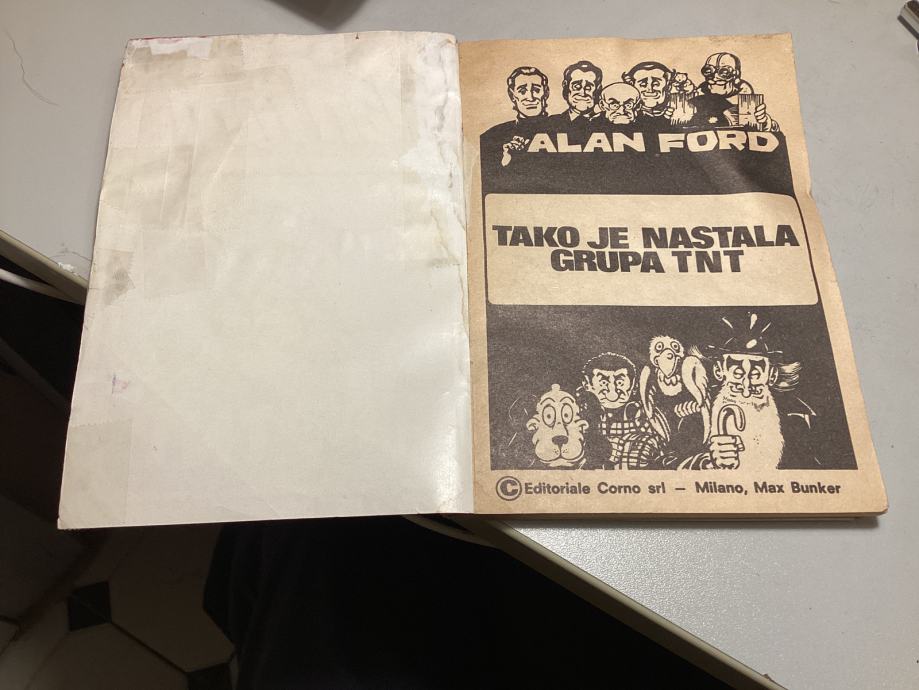 ALAN FORD
TAKO JE NASTALA
GRUPA TNT
© Editoriale Corno srl — Milano, Max Bunker